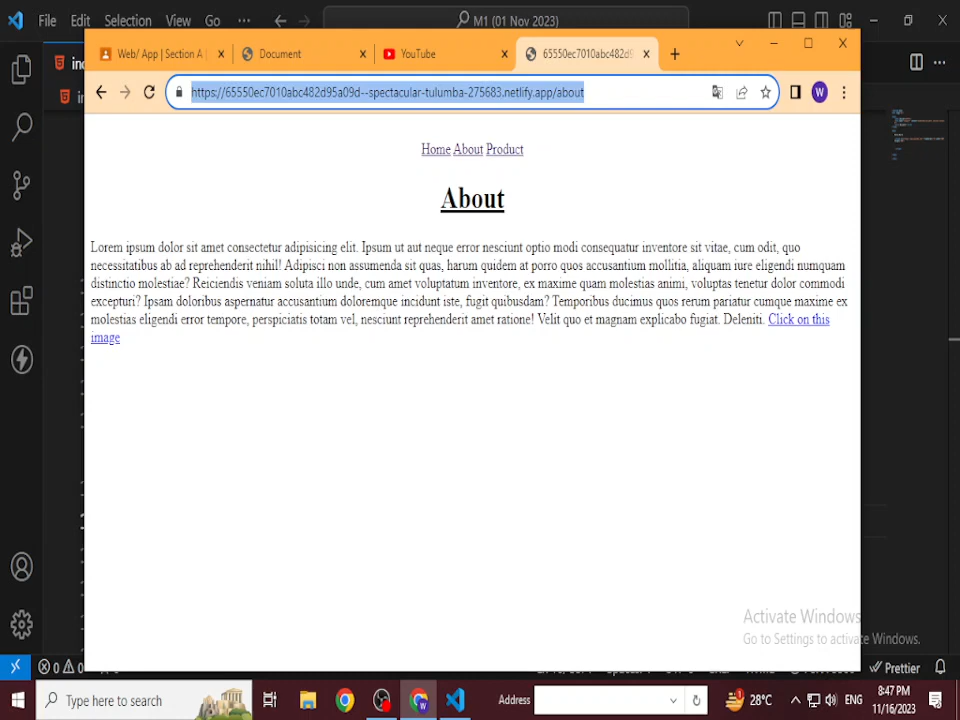 File Edit Selection View Go ···
M1 (01 Nov 2023)
Web/ App | Section A
Document
YouTube
65550ec7010abc482d9
https://65550ec7010abc482d95a09d--spectacular-tulumba-275683.netlify.app/about
W
Home About Product
About
Lorem ipsum dolor sit amet consectetur adipisicing elit. Ipsum ut aut neque error nesciunt optio modi consequatur inventore sit vitae, cum odit, quo
necessitatibus ab ad reprehenderit nihil! Adipisci non assumenda sit quas, harum quidem at porro quos accusantium mollitia, aliquam iure eligendi numquam
distinctio molestiae? Reiciendis veniam soluta illo unde, cum amet voluptatum inventore, ex maxime quam molestias animi, voluptas tenetur dolor commodi
excepturi? Ipsam doloribus aspernatur accusantium doloremque incidunt iste, fugit quibusdam? Temporibus ducimus quos rerum pariatur cumque maxime ex
molestias eligendi error tempore, perspiciatis totam vel, nesciunt reprehenderit amet ratione! Velit quo et magnam explicabo fugiat. Deleniti. Click on this
image
Activate Windows
Go to Settings to activate Windows.
0 0
Prettier
Type here to search
Address
28°C
ENG
8:47 PM
11/16/2023